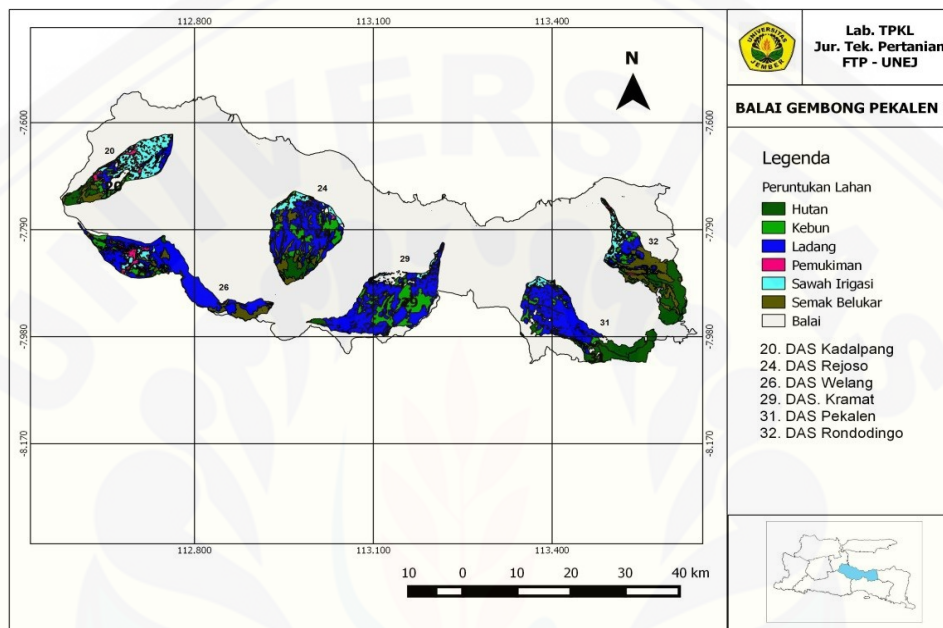 112.800
113.100
113.400
-7.600
-7.790
-7.980
-8.170
-7.600
-7.790
-7.980
-8.170
112.800
113.100
113.400
N
20
24
26
29
29
31
32
10 0 10 20 30 40 km
UNIVERSITAS
JEMBER
Lab. TPKL
Jur. Tek. Pertanian
FTP - UNEJ
BALAI GEMBONG PEKALEN
Legenda
Peruntukan Lahan
Hutan
Kebun
Ladang
Pemukiman
Sawah Irigasi
Semak Belukar
Balai
20. DAS Kadalpang
24. DAS Rejoso
26. DAS Welang
29. DAS. Kramat
31. DAS Pekalen
32. DAS Rondodingo